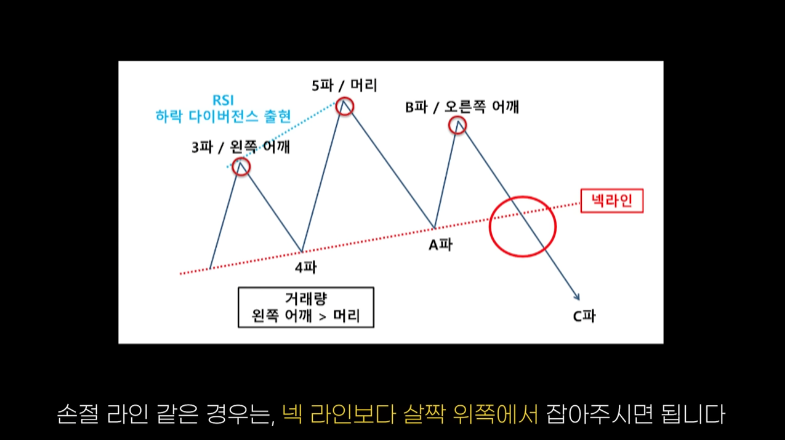 5파 / 머리
RSI
하락 다이버전스 출현
B파 / 오른쪽 어깨
3파 / 왼쪽 어깨
넥라인
A파
4파
거래량
왼쪽 어깨 > 머리
C파
손절 라인 같은 경우는, 넥 라인보다 살짝 위쪽에서 잡아주시면 됩니다